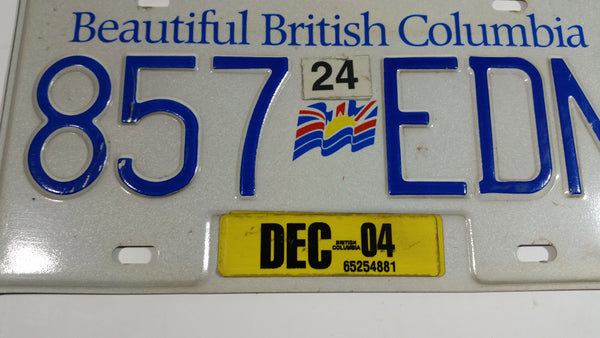 Beautiful British Columbia
24
857 EDN
DEC BRITISH COLUMBIA 04
65254881